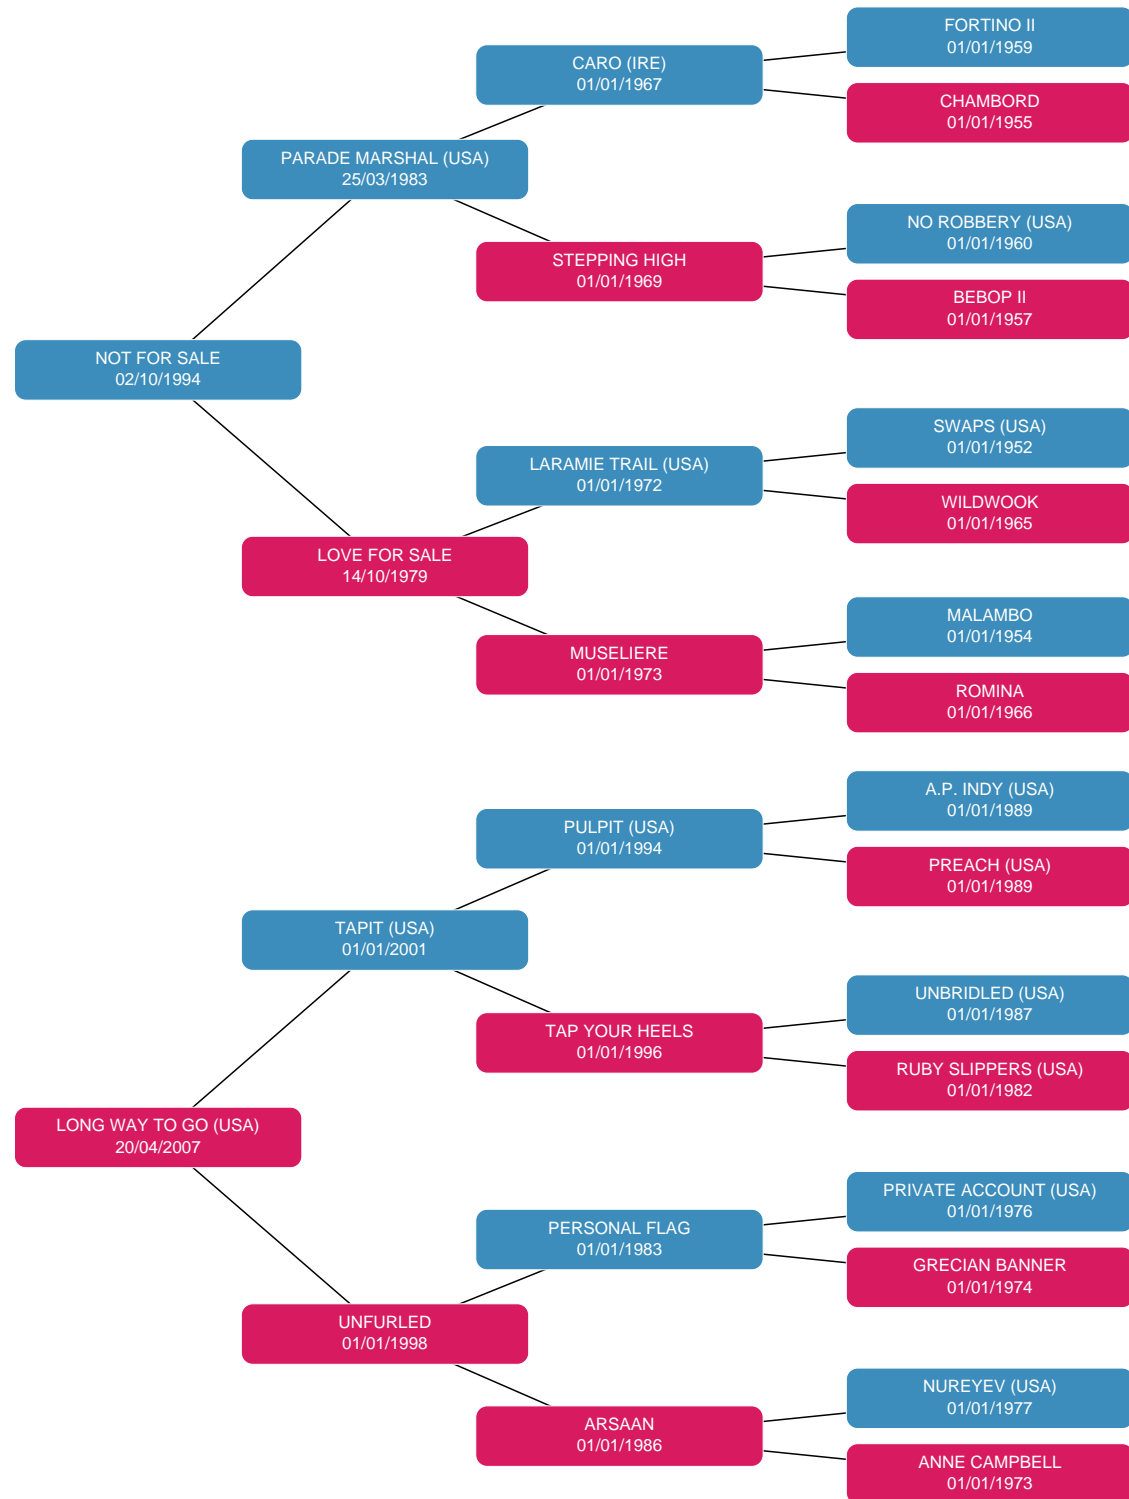 FORTINO II
01/01/1959
CARO (IRE)
01/01/1967
CHAMBORD
01/01/1955
PARADE MARSHAL (USA)
25/03/1983
NO ROBBERY (USA)
01/01/1960
STEPPING HIGH
01/01/1969
BEBOP II
01/01/1957
NOT FOR SALE
02/10/1994
SWAPS (USA)
01/01/1952
LARAMIE TRAIL (USA)
01/01/1972
WILDWOOK
01/01/1965
LOVE FOR SALE
14/10/1979
MALAMBO
01/01/1954
MUSELIERE
01/01/1973
ROMINA
01/01/1966
A.P. INDY (USA)
01/01/1989
PULPIT (USA)
01/01/1994
PREACH (USA)
01/01/1989
TAPIT (USA)
01/01/2001
UNBRIDLED (USA)
01/01/1987
TAP YOUR HEELS
01/01/1996
RUBY SLIPPERS (USA)
01/01/1982
LONG WAY TO GO (USA)
20/04/2007
PRIVATE ACCOUNT (USA)
01/01/1976
PERSONAL FLAG
01/01/1983
GRECIAN BANNER
01/01/1974
UNFURLED
01/01/1998
NUREYEV (USA)
01/01/1977
ARSAAN
01/01/1986
ANNE CAMPBELL
01/01/1973